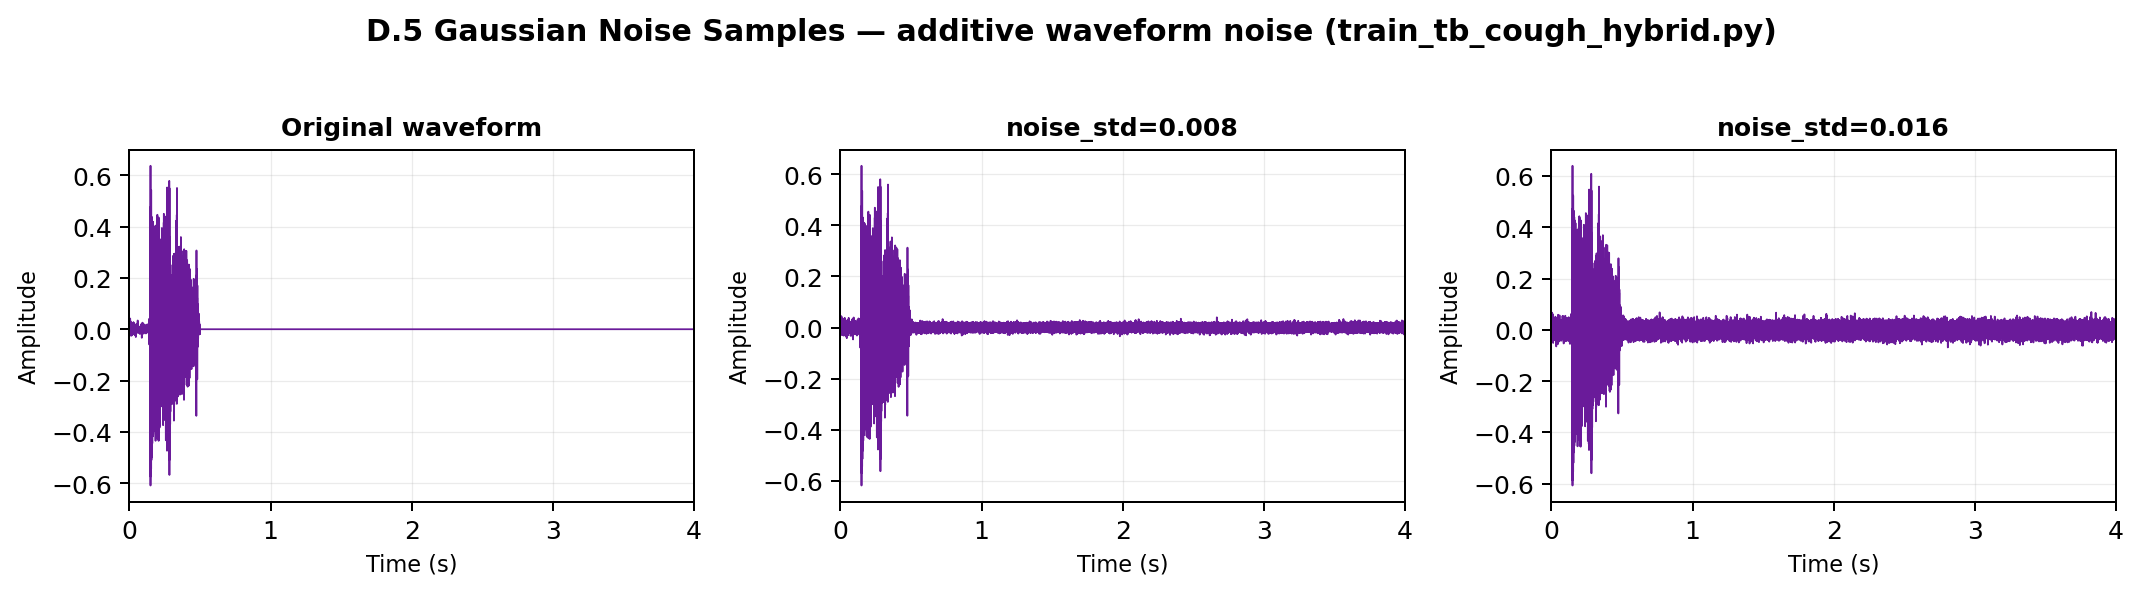 D.5 Gaussian Noise Samples — additive waveform noise (train_tb_cough_hybrid.py)
Original waveform
0.6
0.4
0.2
0.0
−0.2
−0.4
−0.6
Amplitude
0 1 2 3 4
Time (s)
noise_std=0.008
0.6
0.4
0.2
0.0
−0.2
−0.4
−0.6
Amplitude
0 1 2 3 4
Time (s)
noise_std=0.016
0.6
0.4
0.2
0.0
−0.2
−0.4
−0.6
Amplitude
0 1 2 3 4
Time (s)